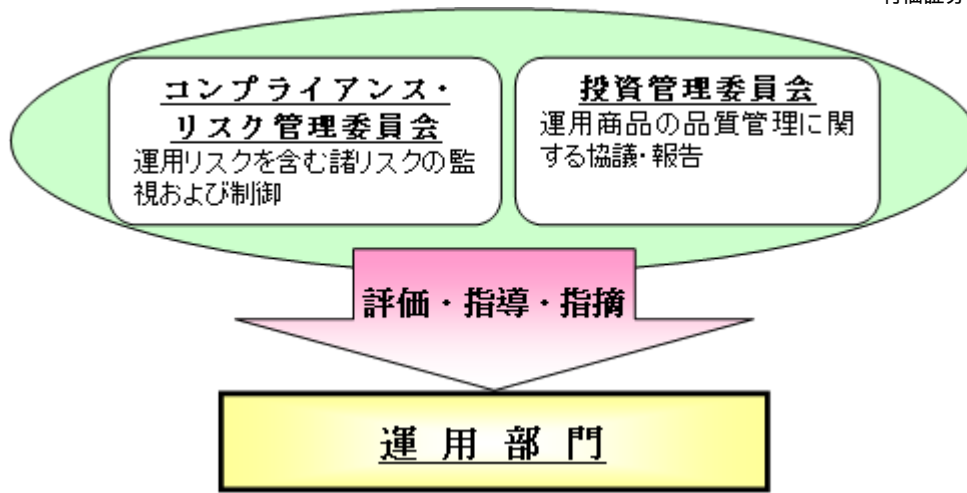 コンプライアンス・
リスク管理委員会
運用リスクを含む諸リスクの監
視および制御
投資管理委員会
運用商品の品質管理に関
する協議・報告
評価・指導・指摘
運用部門